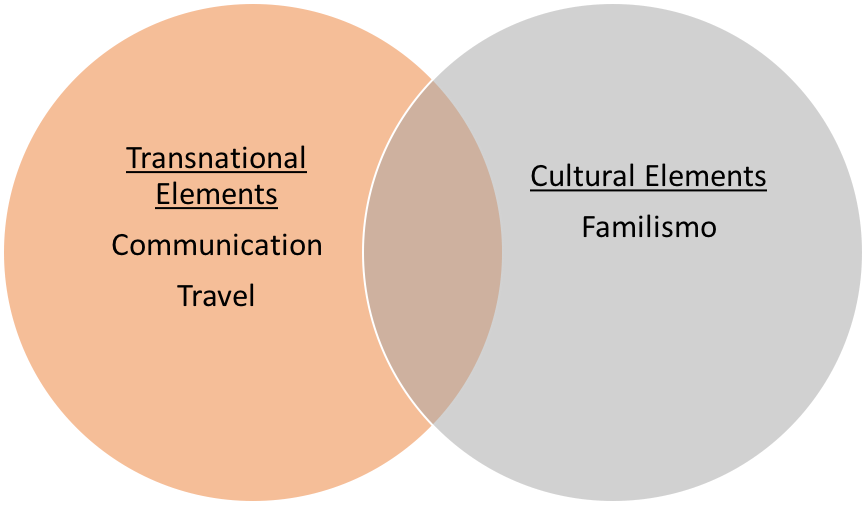 Transnational
Elements
Communication
Travel
Cultural Elements
Familismo